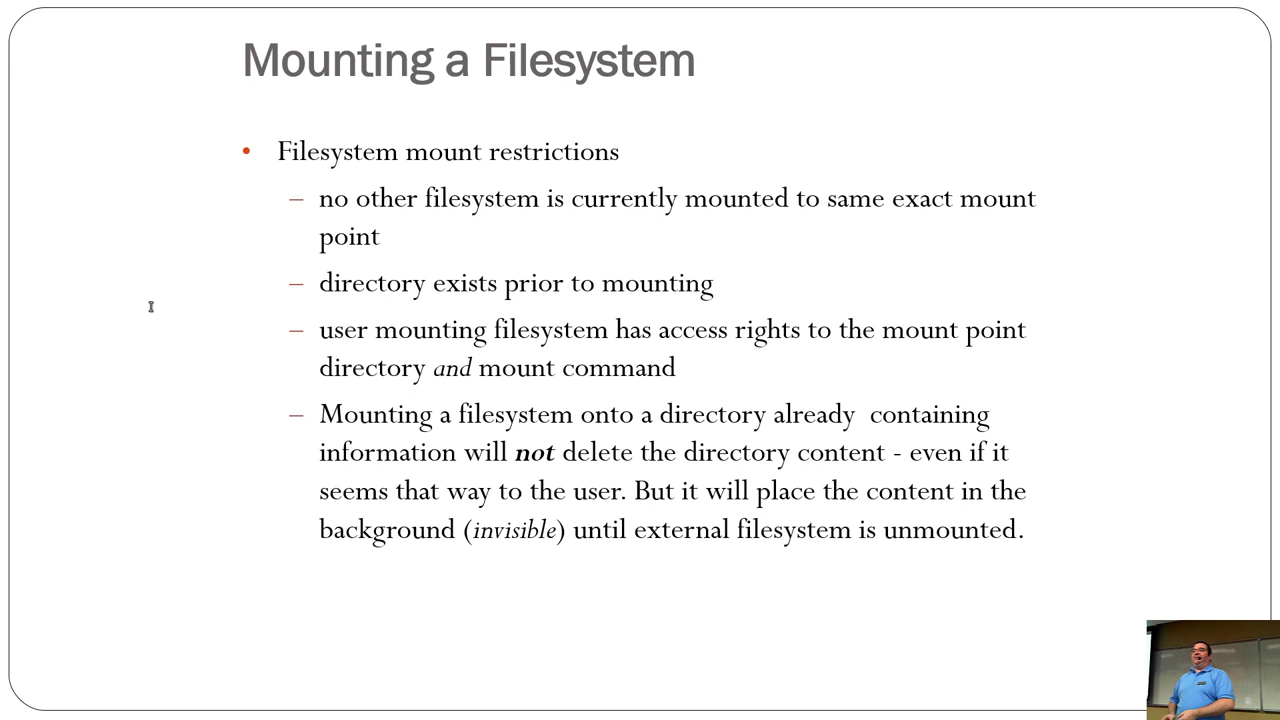 Mounting a Filesystem
• Filesystem mount restrictions
– no other filesystem is currently mounted to same exact mount
point
– directory exists prior to mounting
– user mounting filesystem has access rights to the mount point
directory and mount command
– Mounting a filesystem onto a directory already  containing
information will not delete the directory content - even if it
seems that way to the user. But it will place the content in the
background (invisible) until external filesystem is unmounted.